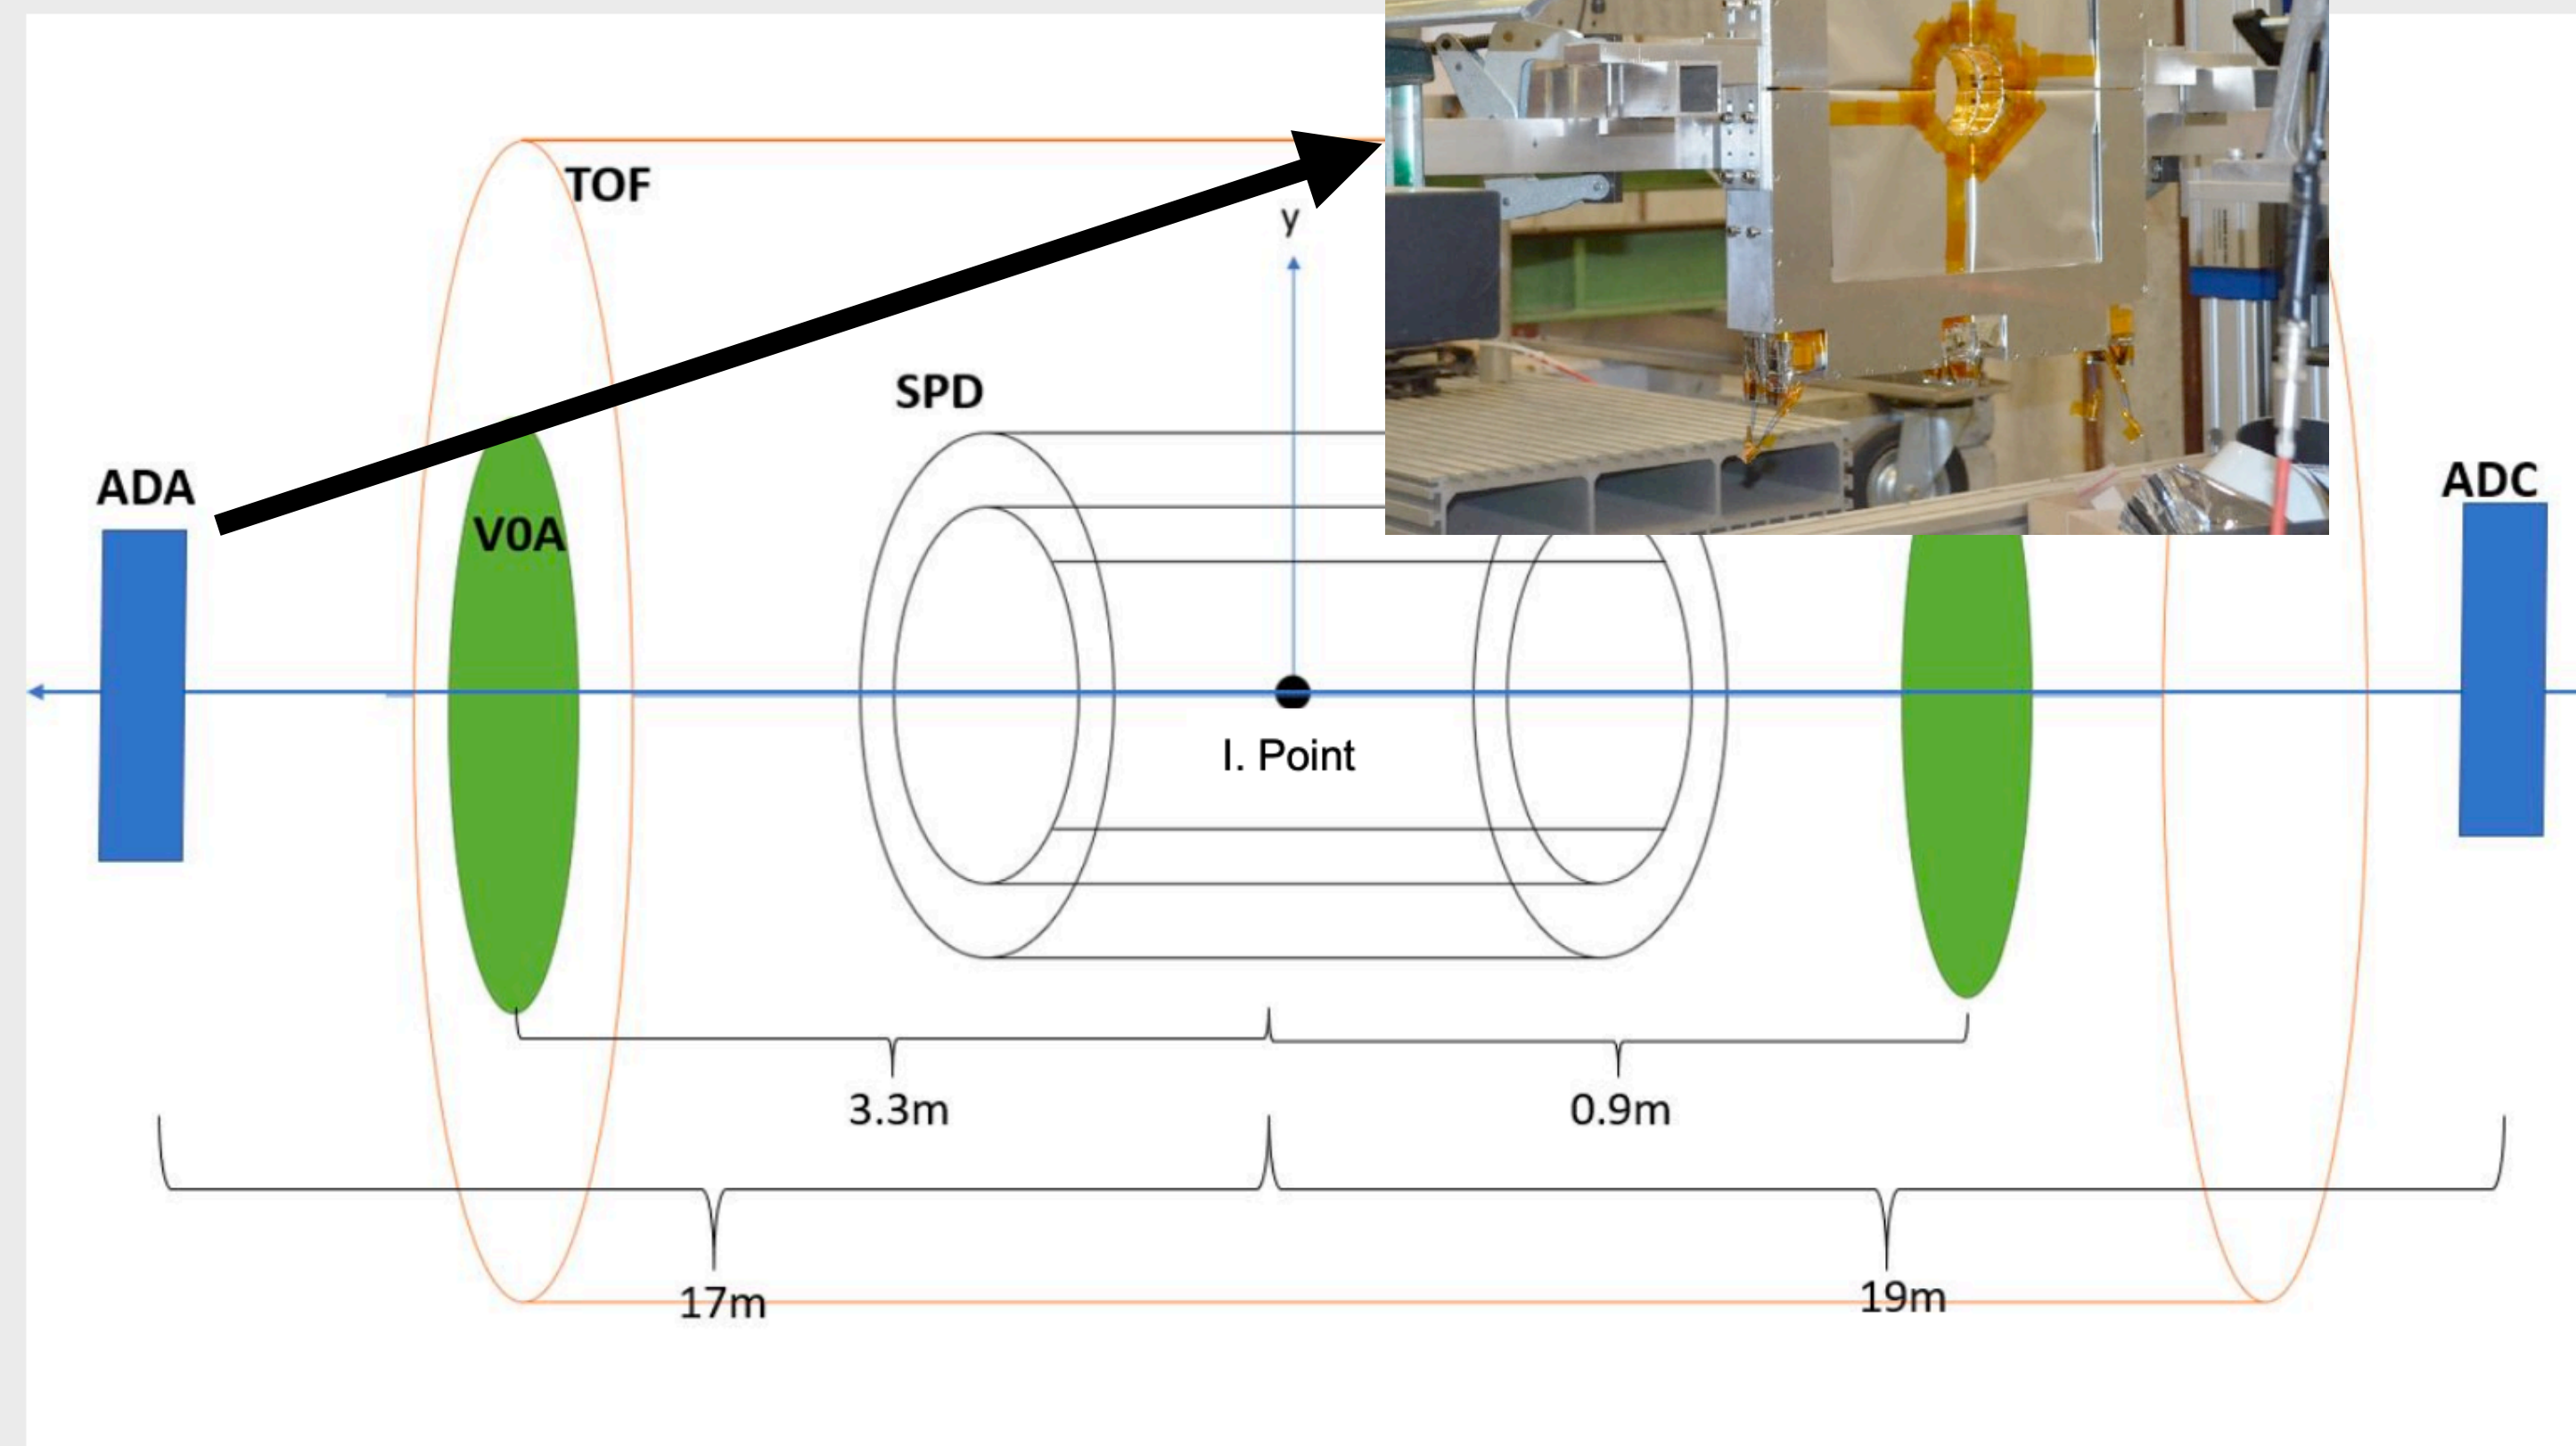 TOF
y
SPD
ADA
ADC
V0A
I. Point
3.3m
0.9m
17m
19m